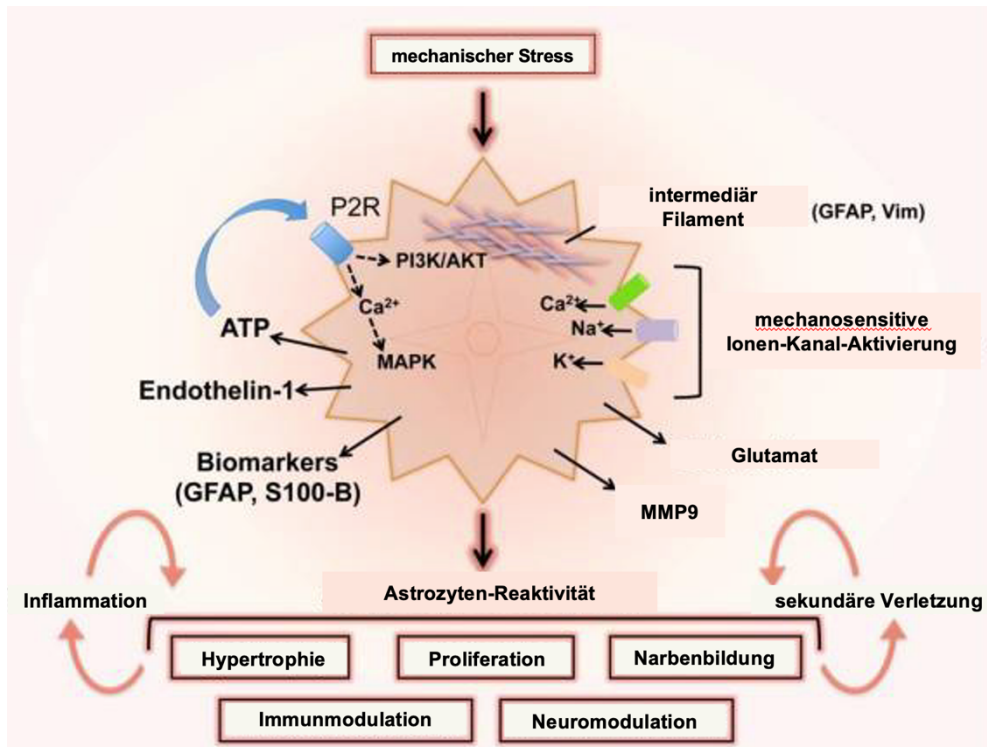 mechanischer Stress
intermediär
Filament
(GFAP, Vim)
P2R
PI3K/AKT
Ca²⁺
MAPK
Ca²⁺
Na⁺
K⁺
mechanosensitive
Ionen-Kanal-Aktivierung
ATP
Endothelin-1
Biomarkers
(GFAP, S100-B)
Glutamat
MMP9
Astrozyten-Reaktivität
Inflammation
sekundäre Verletzung
Hypertrophie
Proliferation
Narbenbildung
Immunmodulation
Neuromodulation